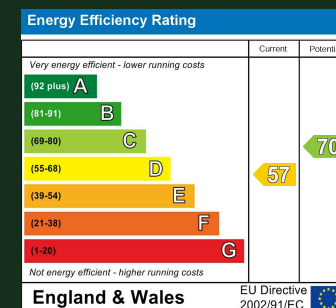 Energy Efficiency Rating
Current
Very energy efficient - lower running costs
(92 plus) A
(81-91) B
(69-80) C
70
(55-68) D
57
(39-54) E
(21-38) F
(1-20) G
Not energy efficient - higher running costs
England & Wales
EU Directive
2002/91/EC